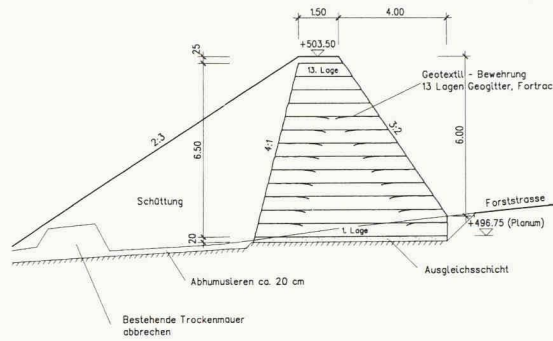 1.50
4.00
+503.50
25
13. Lage
Geotextil - Bewehrung
13 Lagen Geogitter, Fortrac
2:3
4:1
3:2
6.50
6.00
Schüttung
Forststrasse
+496.75 (Planum)
1. Lage
20
Ausgleichsschicht
Abhumusieren ca. 20 cm
Bestehende Trockenmauer
abbrechen